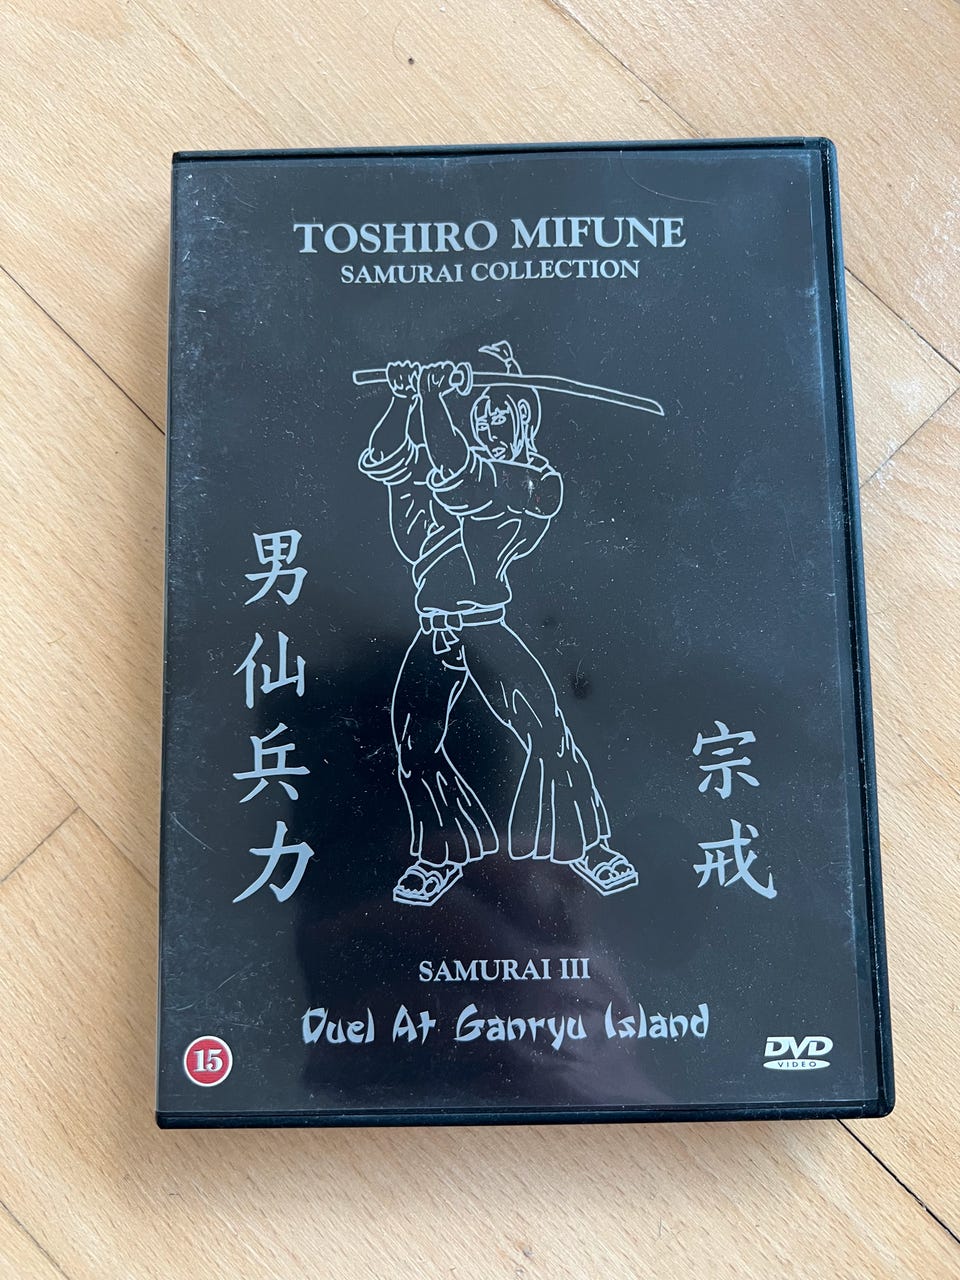 TOSHIRO MIFUNE
SAMURAI COLLECTION
男仙兵力
宗戒
SAMURAI III
Duel At Ganryu Island
15
DVD
VIDEO